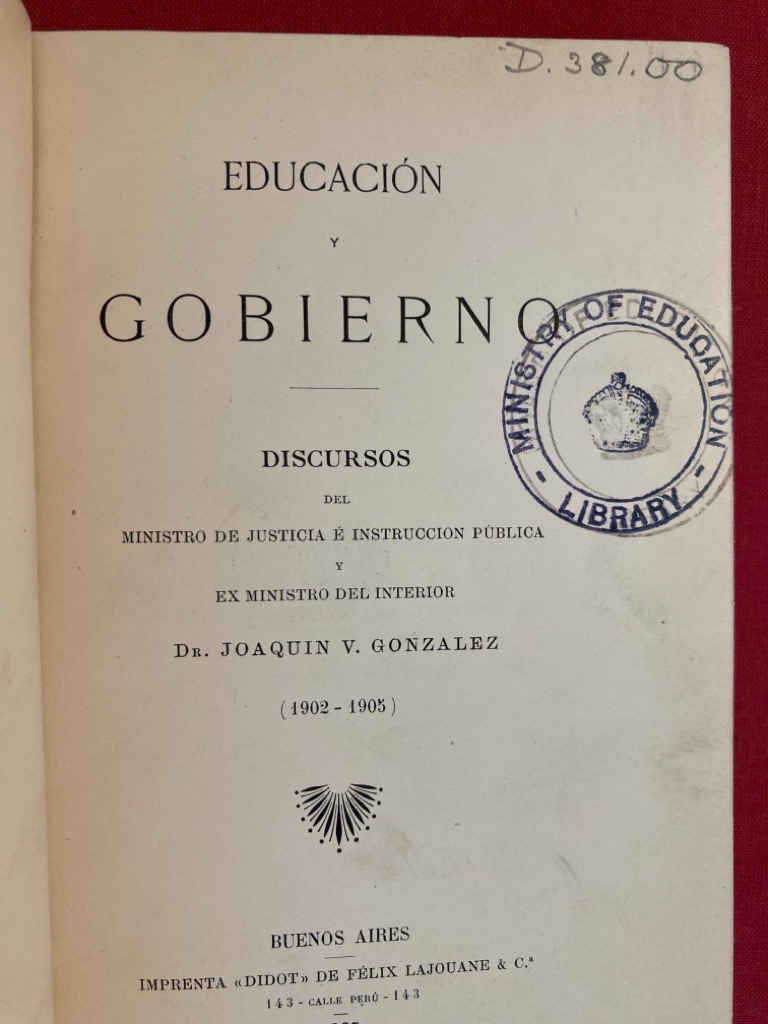 D. 381.00
EDUCACIÓN
Y
GOBIERNO
MINISTRY OF EDUCATION
- LIBRARY -
DISCURSOS
DEL
MINISTRO DE JUSTICIA É INSTRUCCION PÚBLICA
Y
EX MINISTRO DEL INTERIOR
DR. JOAQUIN V. GONZALEZ
(1902 - 1905)
BUENOS AIRES
IMPRENTA «DIDOT» DE FÉLIX LAJOUANE & C.ª
143 - CALLE PERÚ - 143